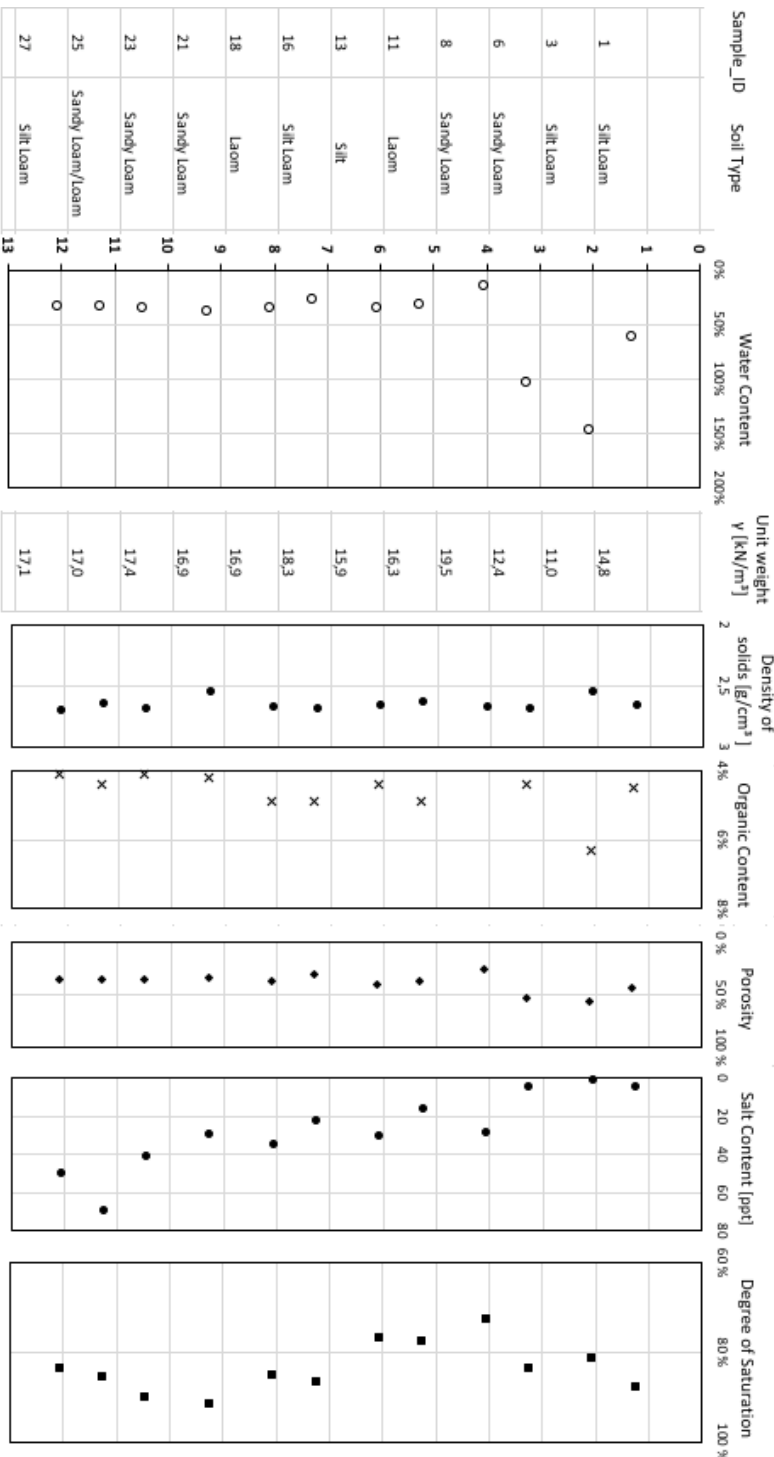 Sample_ID Soil Type Water Content Unit weight γ [kN/m³] Density of solids [g/cm³ ] Organic Content Porosity Salt Content [ppt] Degree of Saturation
0% 50% 100% 150% 200% 2 2,5 3 4% 6% 8% 0 % 50 % 100 % 0 20 40 60 80 60 % 80 % 100 %
0
1
1 Silt Loam 14,8
2
3 Silt Loam 11,0
3
6 Sandy Loam 12,4
4
8 Sandy Loam 19,5
5
11 Laom 16,3
6
13 Silt 15,9
7
16 Silt Loam 18,3
8
18 Laom 16,9
9
21 Sandy Loam 16,9
10
23 Sandy Loam 17,4
11
25 Sandy Loam/Loam 17,0
12
27 Silt Loam 17,1
13